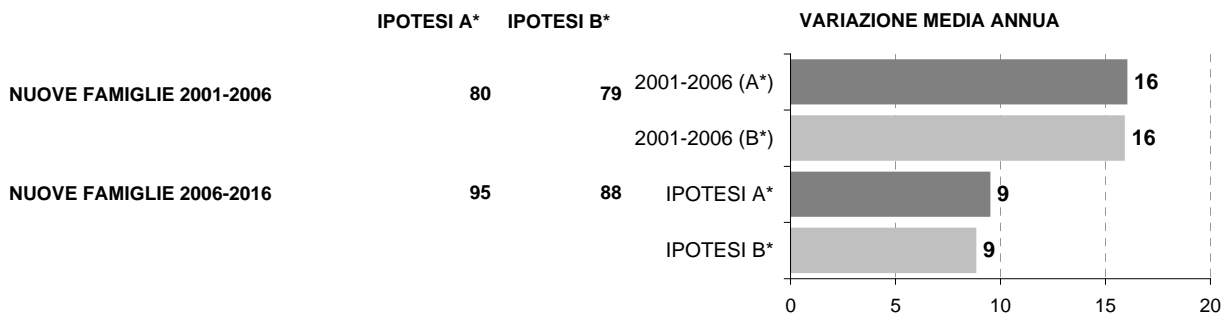 IPOTESI A* IPOTESI B* VARIAZIONE MEDIA ANNUA
NUOVE FAMIGLIE 2001-2006 80 79
NUOVE FAMIGLIE 2006-2016 95 88
2001-2006 (A*) 16
2001-2006 (B*) 16
IPOTESI A* 9
IPOTESI B* 9
0 5 10 15 20